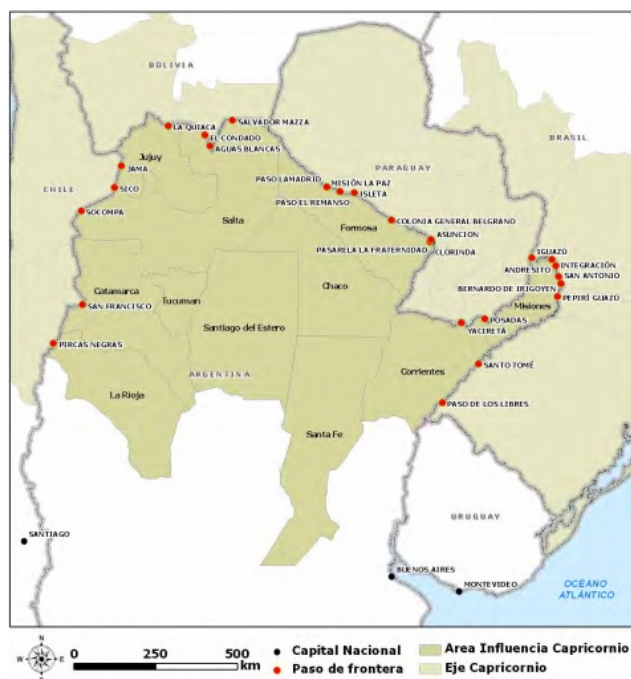 BOLIVIA
SALVADOR MAZZA
LA QUIACA
EL CONDADO
AGUAS BLANCAS
BRASIL
Jujuy
JAMA
PARAGUAY
PASO LAMADRID
MISIÓN LA PAZ
CHILE
SICO
ISLETA
PASO EL REMANSO
SOCOMPA
Salta
Formosa
COLONIA GENERAL BELGRANO
ASUNCION
PASARELA LA FRATERNIDAD
CLORINDA
IGUAZÚ
ANDRESITO
INTEGRACIÓN
SAN ANTONIO
BERNARDO DE IRIGOYEN
Catamarca
Chaco
PEPIRÍ GUAZÚ
SAN FRANCISCO
Tucuman
Misiones
POSADAS
YACIRETÁ
Santiago del Estero
PIRCAS NEGRAS
SANTO TOMÉ
ARGENTINA
Corrientes
La Rioja
PASO DE LOS LIBRES
Santa Fe
URUGUAY
SANTIAGO
BUENOS AIRES
MONTEVIDEO
OCEANO
ATLÁNTICO
N
W E
S
0 250 500
km
Capital Nacional
Paso de frontera
Area Influencia Capricornio
Eje Capricornio